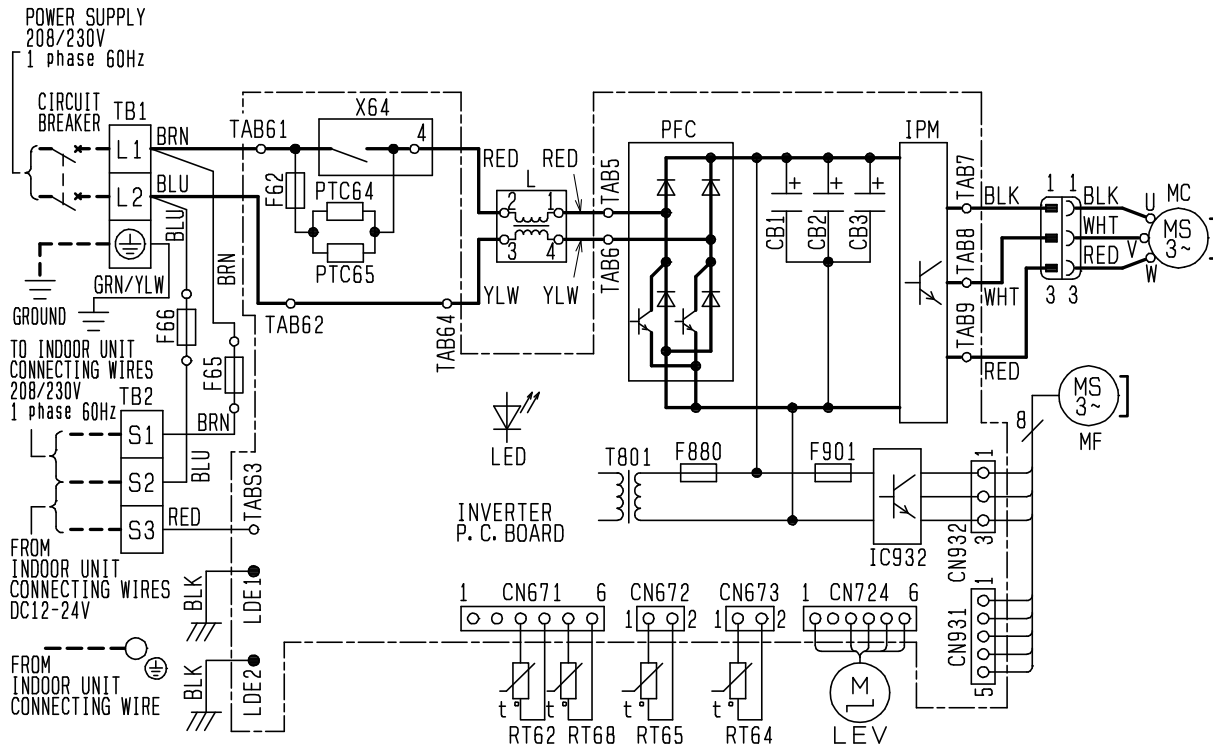 POWER SUPPLY
208/230V
1 phase 60Hz
CIRCUIT
BREAKER
TB1
L1
L2
BRN
BLU
BLU
BRN
GRN/YLW
GROUND
TAB61
X64
4
F62
PTC64
PTC65
TAB62
TAB64
RED
RED
L
2
1
3
4
YLW
YLW
TAB5
TAB6
PFC
CB1
+
CB2
+
CB3
+
IPM
TAB7
TAB8
TAB9
BLK
WHT
RED
1
1
3
3
BLK
WHT
RED
U
V
W
MC
MS
3~
F66
F65
TO INDOOR UNIT
CONNECTING WIRES
208/230V
1 phase 60Hz
TB2
S1
S2
S3
BRN
BLU
RED
TABS3
FROM
INDOOR UNIT
CONNECTING WIRES
DC12-24V
BLK
LDE1
FROM
INDOOR UNIT
CONNECTING WIRE
BLK
LDE2
LED
INVERTER
P.C.BOARD
T801
F880
F901
IC932
1
3
CN932
8
MS
3~
MF
1
5
CN931
1
CN671
6
CN672
1
2
CN673
1
2
1
CN724
6
t°
t°
t°
t°
RT62
RT68
RT65
RT64
M
LEV